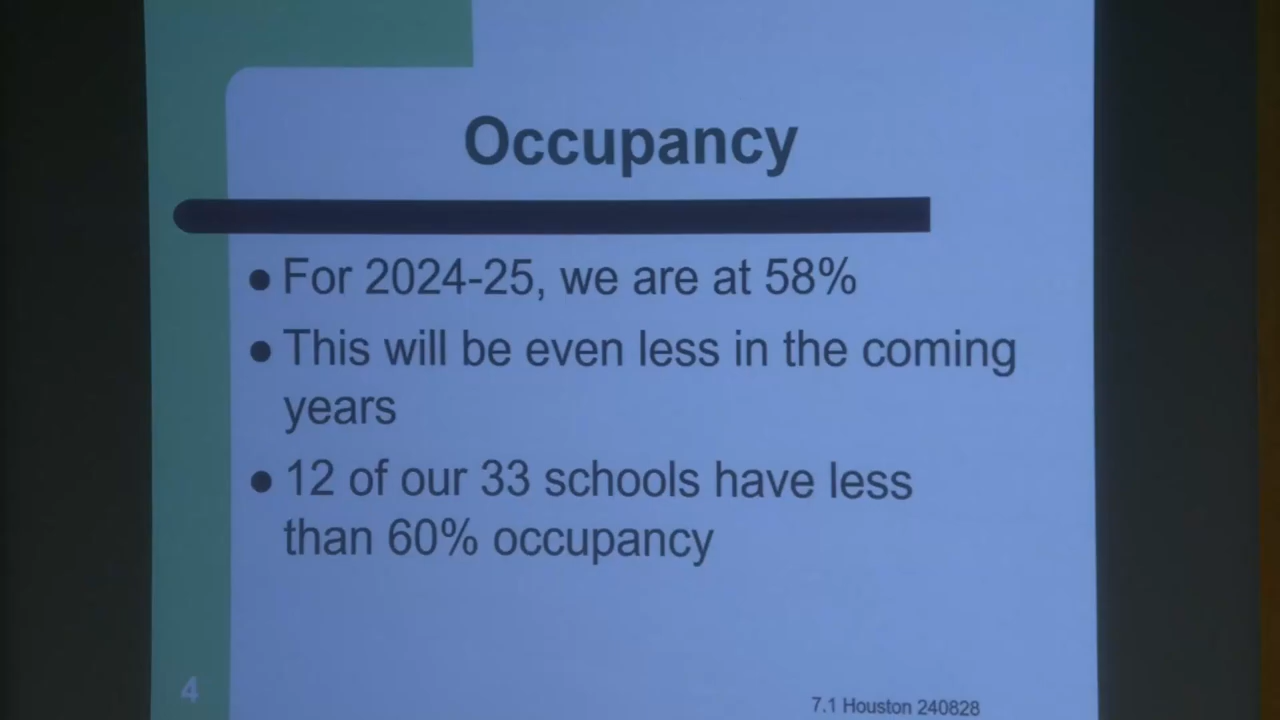 Occupancy
● For 2024-25, we are at 58%
● This will be even less in the coming
years
● 12 of our 33 schools have less
than 60% occupancy
4
7.1 Houston 240828